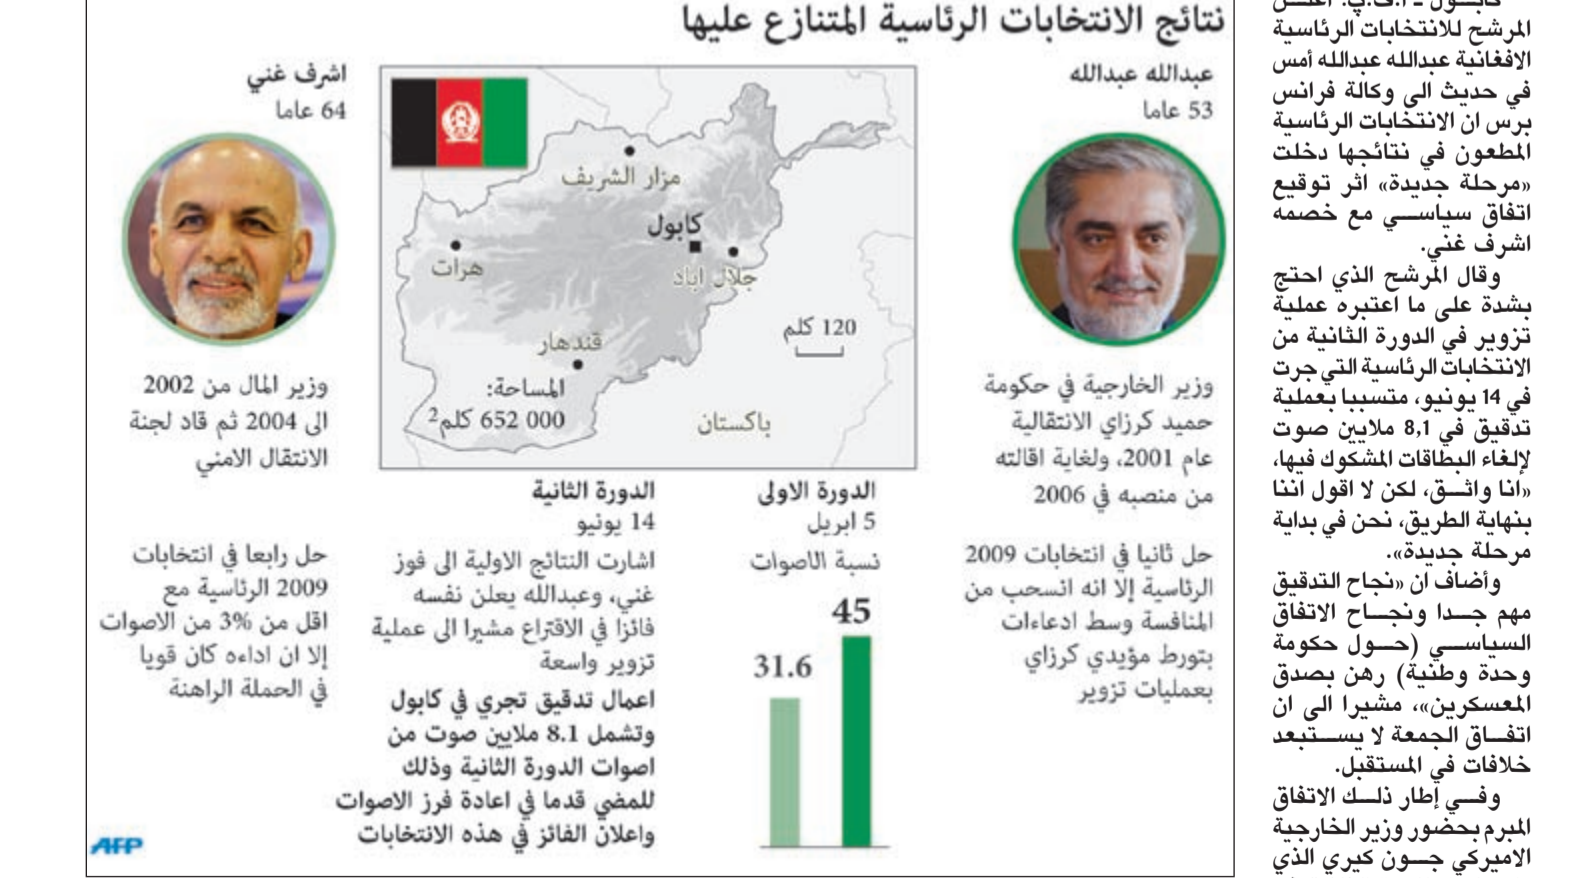 نتائج الانتخابات الرئاسية المتنازع عليها
عبدالله عبدالله
53 عاما
وزير الخارجية في حكومة
حميد كرزاي الانتقالية
عام 2001، ولغاية اقالته
من منصبه في 2006
حل ثانيا في انتخابات 2009
الرئاسية إلا انه انسحب من
المنافسة وسط ادعاءات
بتورط مؤيدي كرزاي
بعمليات تزوير
مزار الشريف
كابول
جلال اباد
هرات
قندهار
120 كلم
المساحة:
652 000 كلم2
باكستان
اشرف غني
64 عاما
وزير المال من 2002
الى 2004 ثم قاد لجنة
الانتقال الامني
حل رابعا في انتخابات
2009 الرئاسية مع
اقل من 3% من الاصوات
إلا ان اداءه كان قويا
في الحملة الراهنة
الدورة الاولى
5 ابريل
نسبة الاصوات
45
31.6
الدورة الثانية
14 يونيو
اشارت النتائج الاولية الى فوز
غني، وعبدالله يعلن نفسه
فائزا في الاقتراع مشيرا الى عملية
تزوير واسعة
اعمال تدقيق تجري في كابول
وتشمل 8.1 ملايين صوت من
اصوات الدورة الثانية وذلك
للمضي قدما في اعادة فرز الاصوات
واعلان الفائز في هذه الانتخابات
AFP
المرشح للانتخابات الرئاسية
الافغانية عبدالله عبدالله أمس
في حديث الى وكالة فرانس
برس ان الانتخابات الرئاسية
المطعون في نتائجها دخلت
«مرحلة جديدة» اثر توقيع
اتفاق سياســي مع خصمه
اشرف غني.
وقال المرشح الذي احتج
بشدة على ما اعتبره عملية
تزوير في الدورة الثانية من
الانتخابات الرئاسية التي جرت
في 14 يونيو، متسببا بعملية
تدقيق في 8,1 ملايين صوت
لإلغاء البطاقات المشكوك فيها،
«انا واثــق، لكن لا اقول اننا
بنهاية الطريق، نحن في بداية
مرحلة جديدة».
وأضاف ان «نجاح التدقيق
مهم جــدا ونجــاح الاتفاق
السياســي (حــول حكومة
وحدة وطنية) رهن بصدق
المعسكرين»، مشيرا الى ان
اتفــاق الجمعة لا يســتبعد
خلافات في المستقبل.
وفــي إطار ذلــك الاتفاق
المبرم بحضور وزير الخارجية
الاميركي جــون كيري الذي